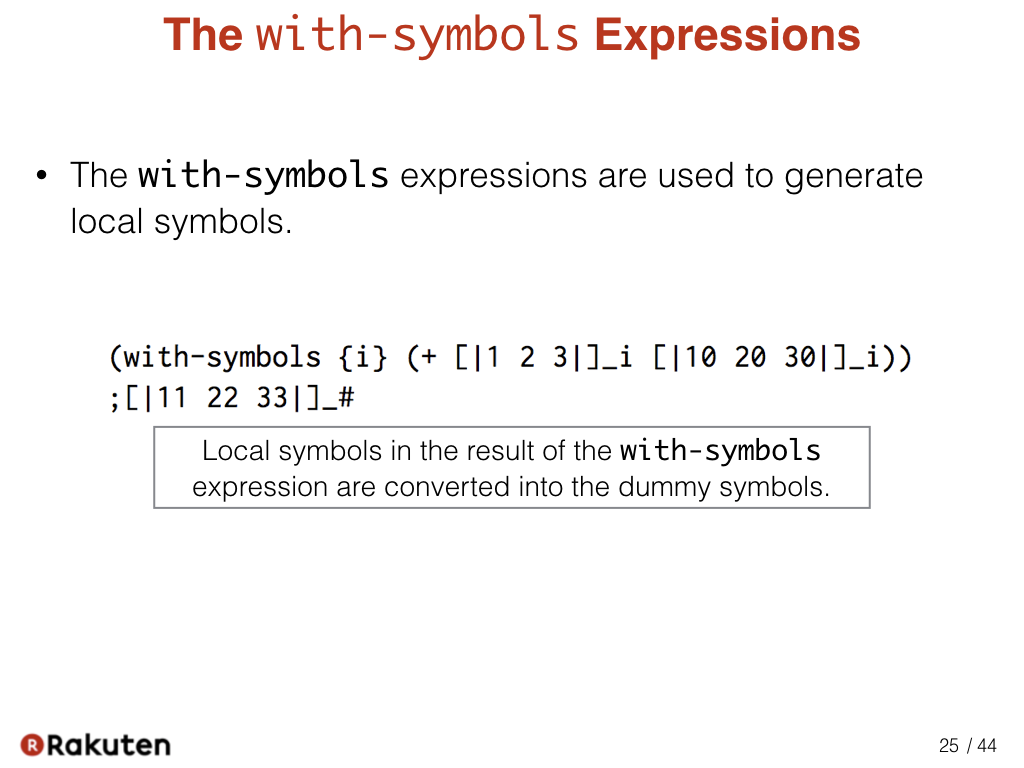 The with-symbols Expressions
• The with-symbols expressions are used to generate
local symbols.
(with-symbols {i} (+ [|1 2 3|]_i [|10 20 30|]_i))
;[|11 22 33|]_#
Local symbols in the result of the with-symbols
expression are converted into the dummy symbols.
R Rakuten
25 / 44